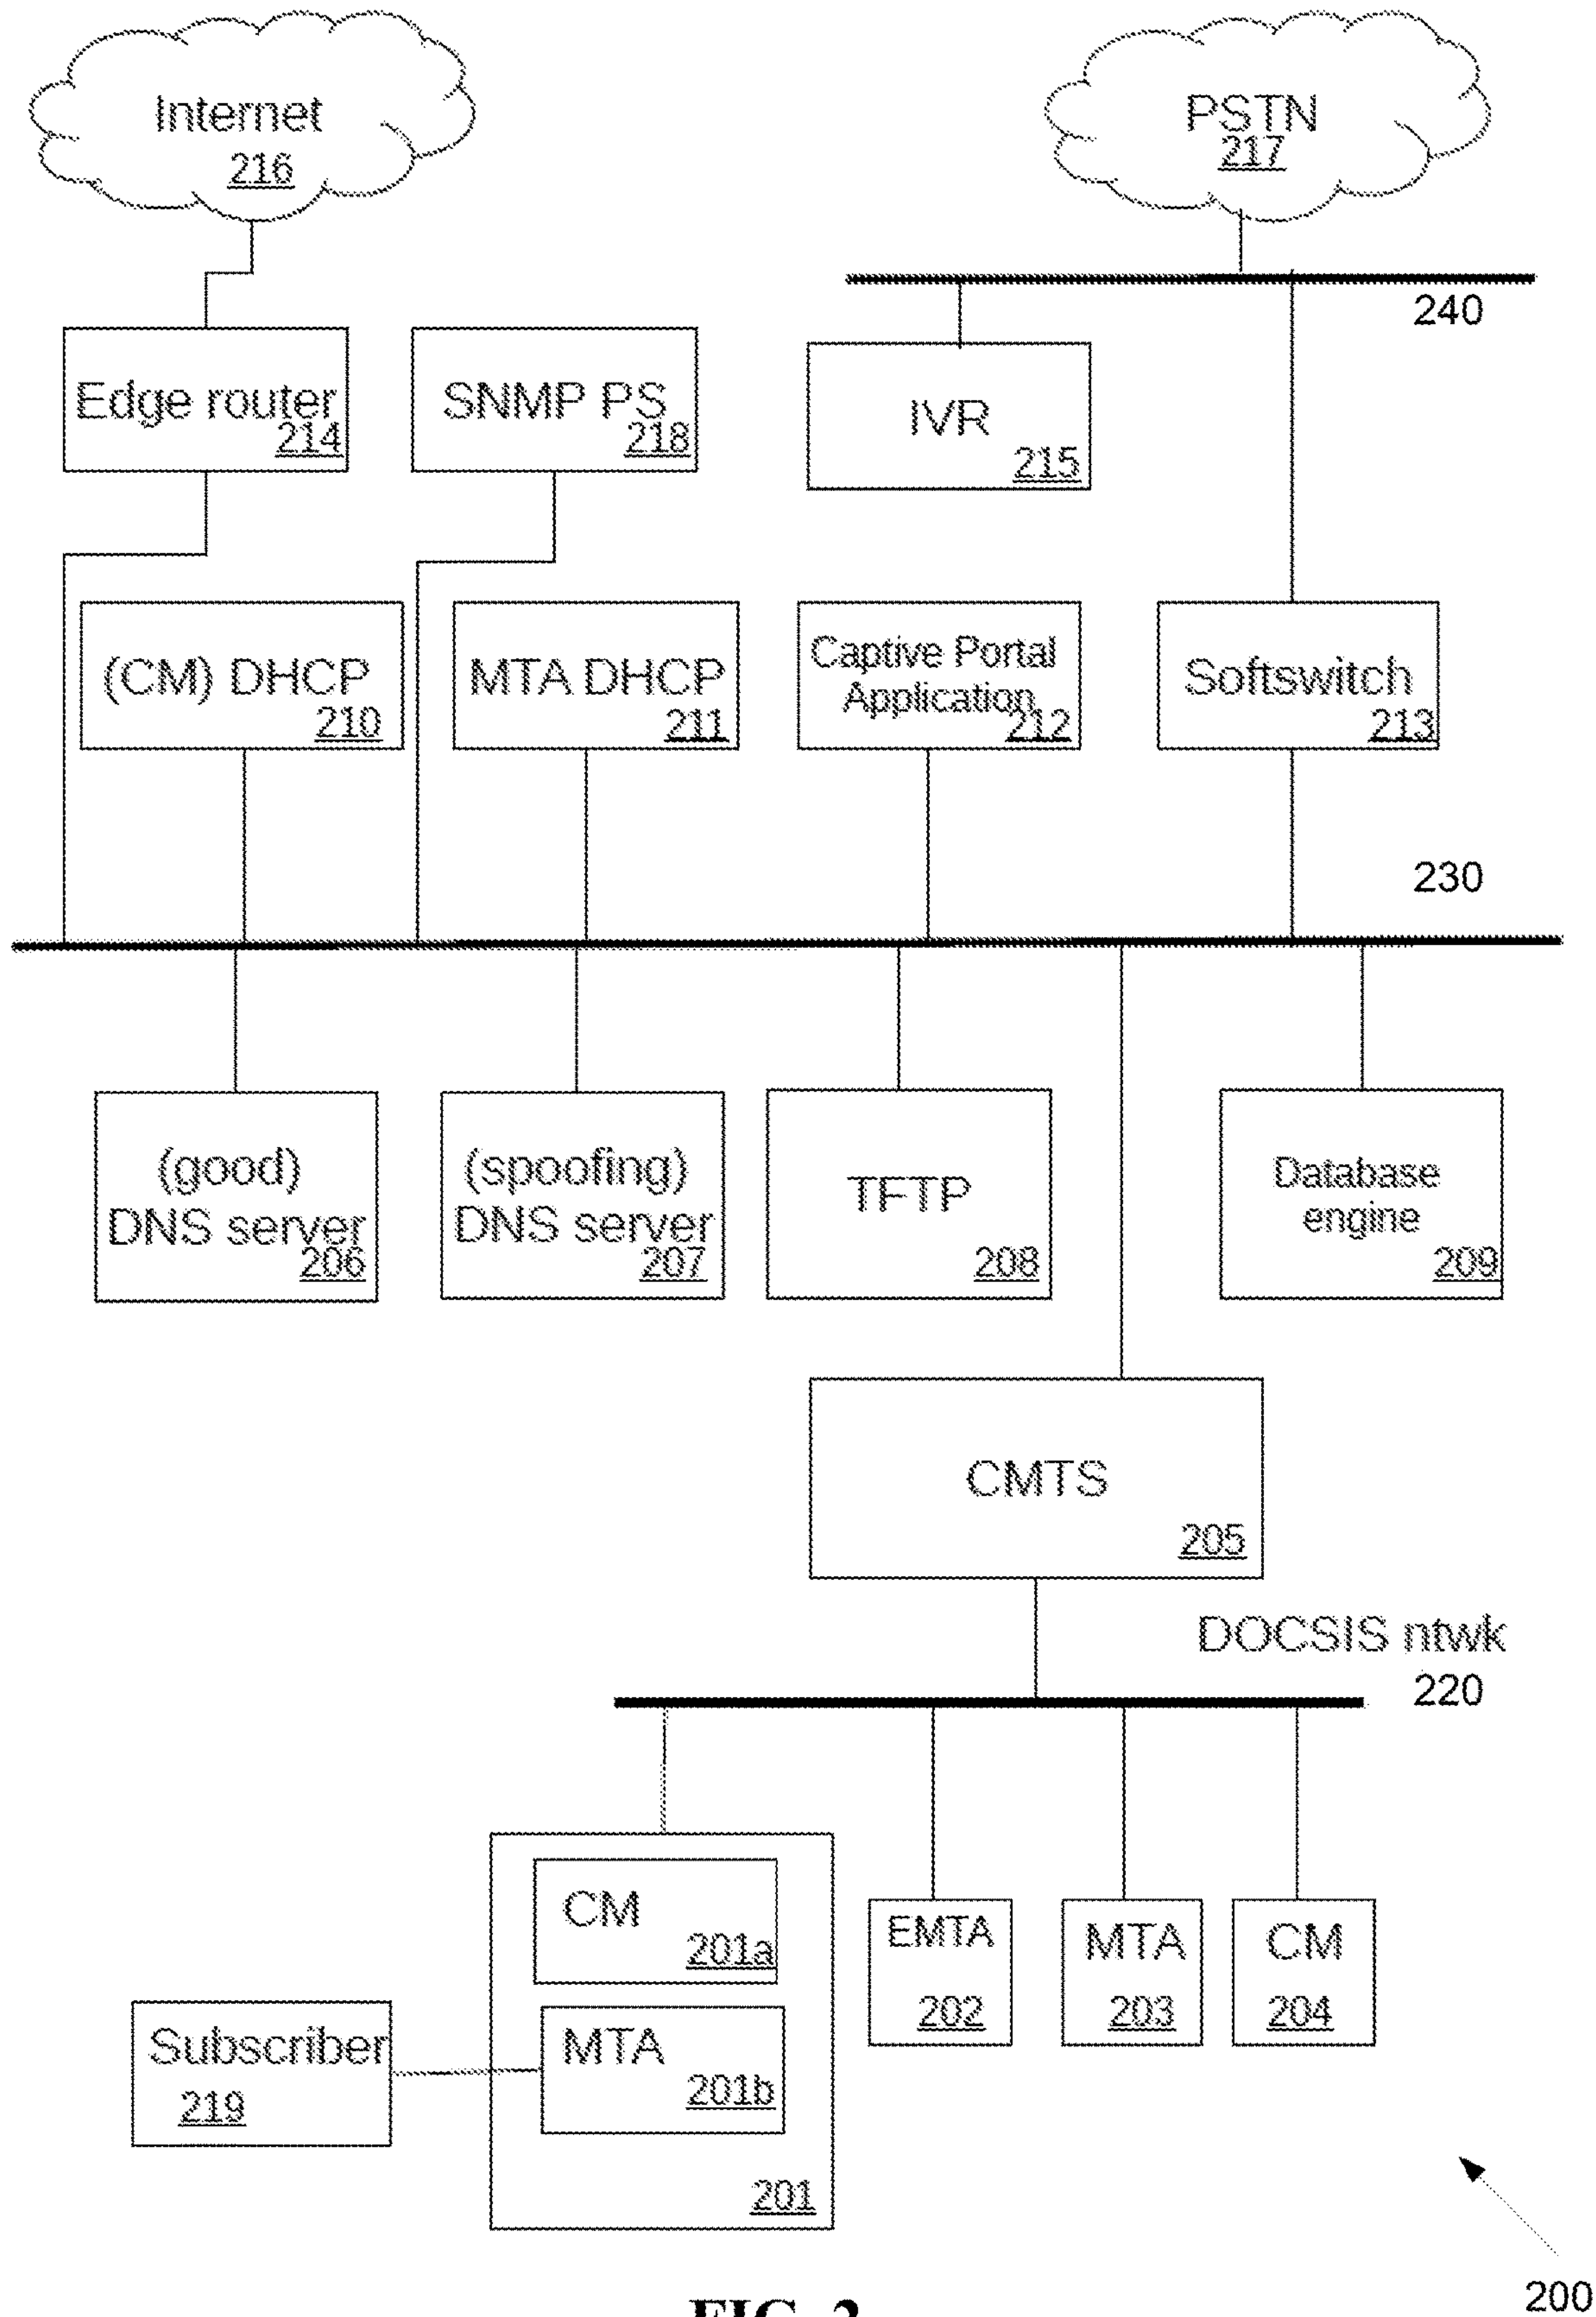 Internet
216
PSTN
217
240
Edge router
214
SNMP PS
218
IVR
215
(CM) DHCP
210
MTA DHCP
211
Captive Portal
Application
212
Softswitch
213
230
(good)
DNS server
206
(spoofing)
DNS server
207
TFTP
208
Database
engine
209
CMTS
205
DOCSIS ntwk
220
CM
201a
MTA
201b
201
EMTA
202
MTA
203
CM
204
Subscriber
219
200
FIG. 2